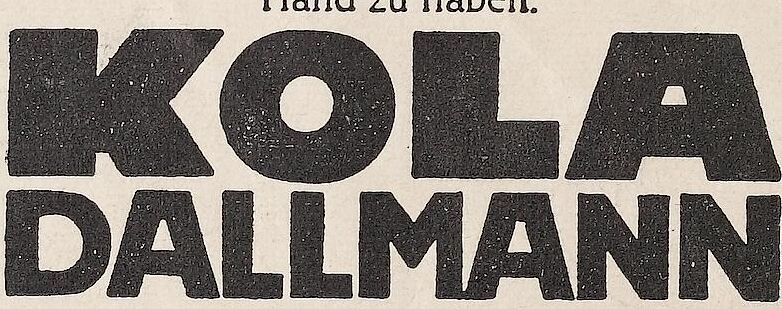 Hand zu haben.
KOLA
DALLMANN